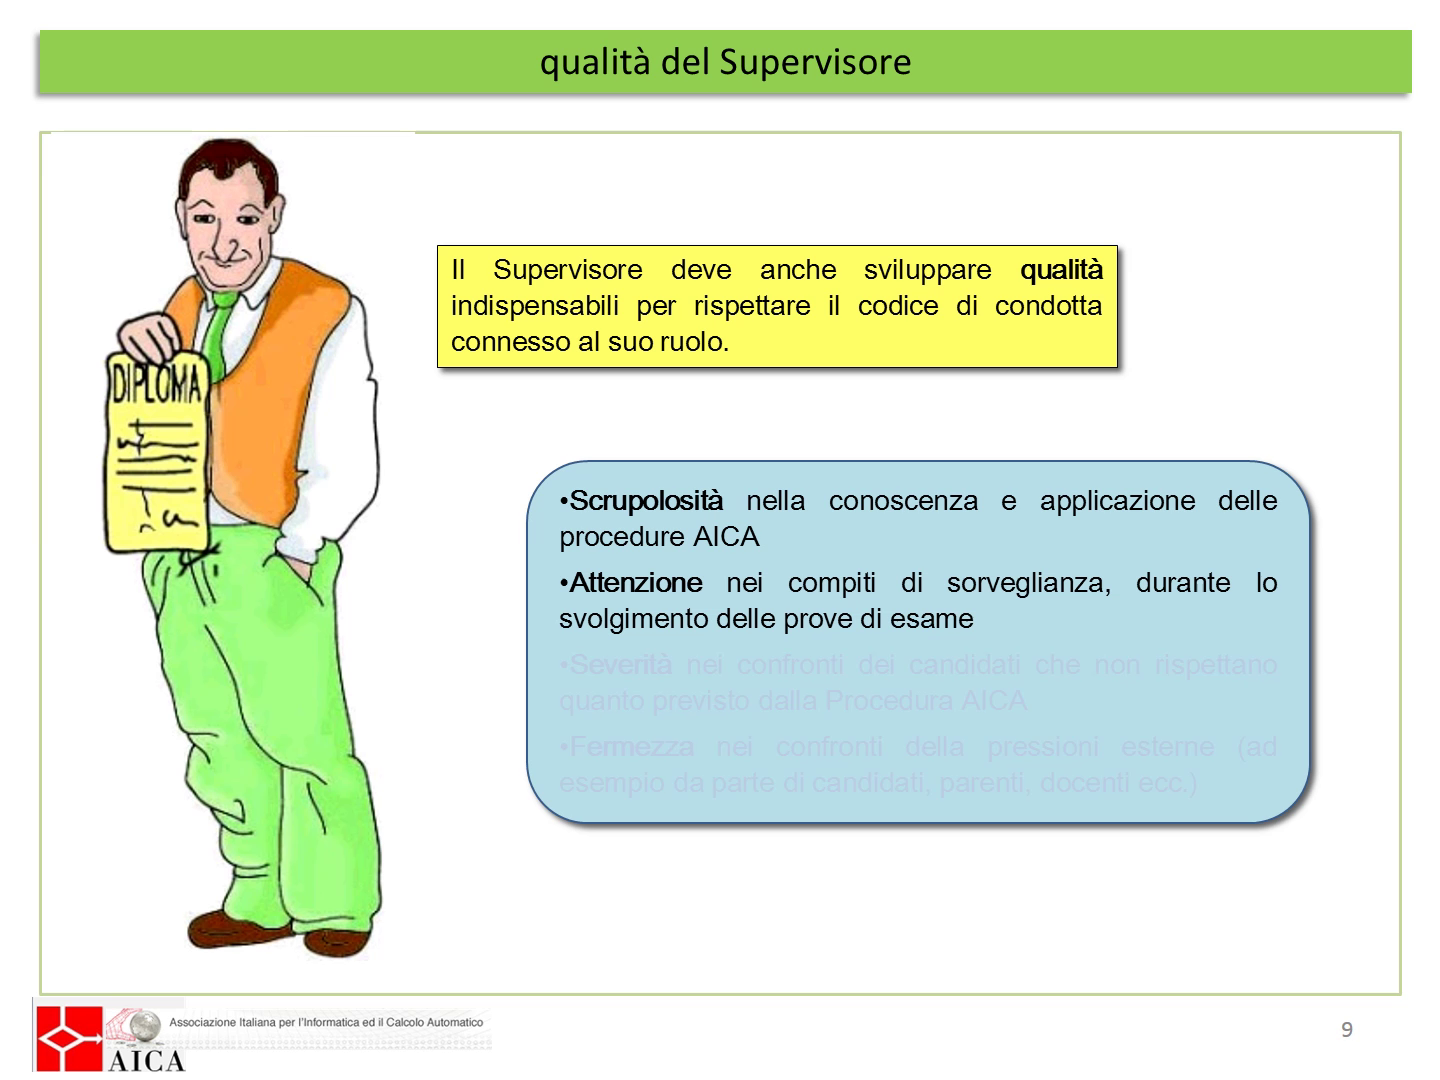 qualità del Supervisore
Il Supervisore deve anche sviluppare qualità
indispensabili per rispettare il codice di condotta
connesso al suo ruolo.
DIPLOMA
•Scrupolosità nella conoscenza e applicazione delle
procedure AICA
•Attenzione nei compiti di sorveglianza, durante lo
svolgimento delle prove di esame
•Severità nei confronti dei candidati che non rispettano
quanto previsto dalla Procedura AICA
•Fermezza nei confronti della pressioni esterne (ad
esempio da parte di candidati, parenti, docenti ecc.)
Associazione Italiana per l'Informatica ed il Calcolo Automatico
AICA
9